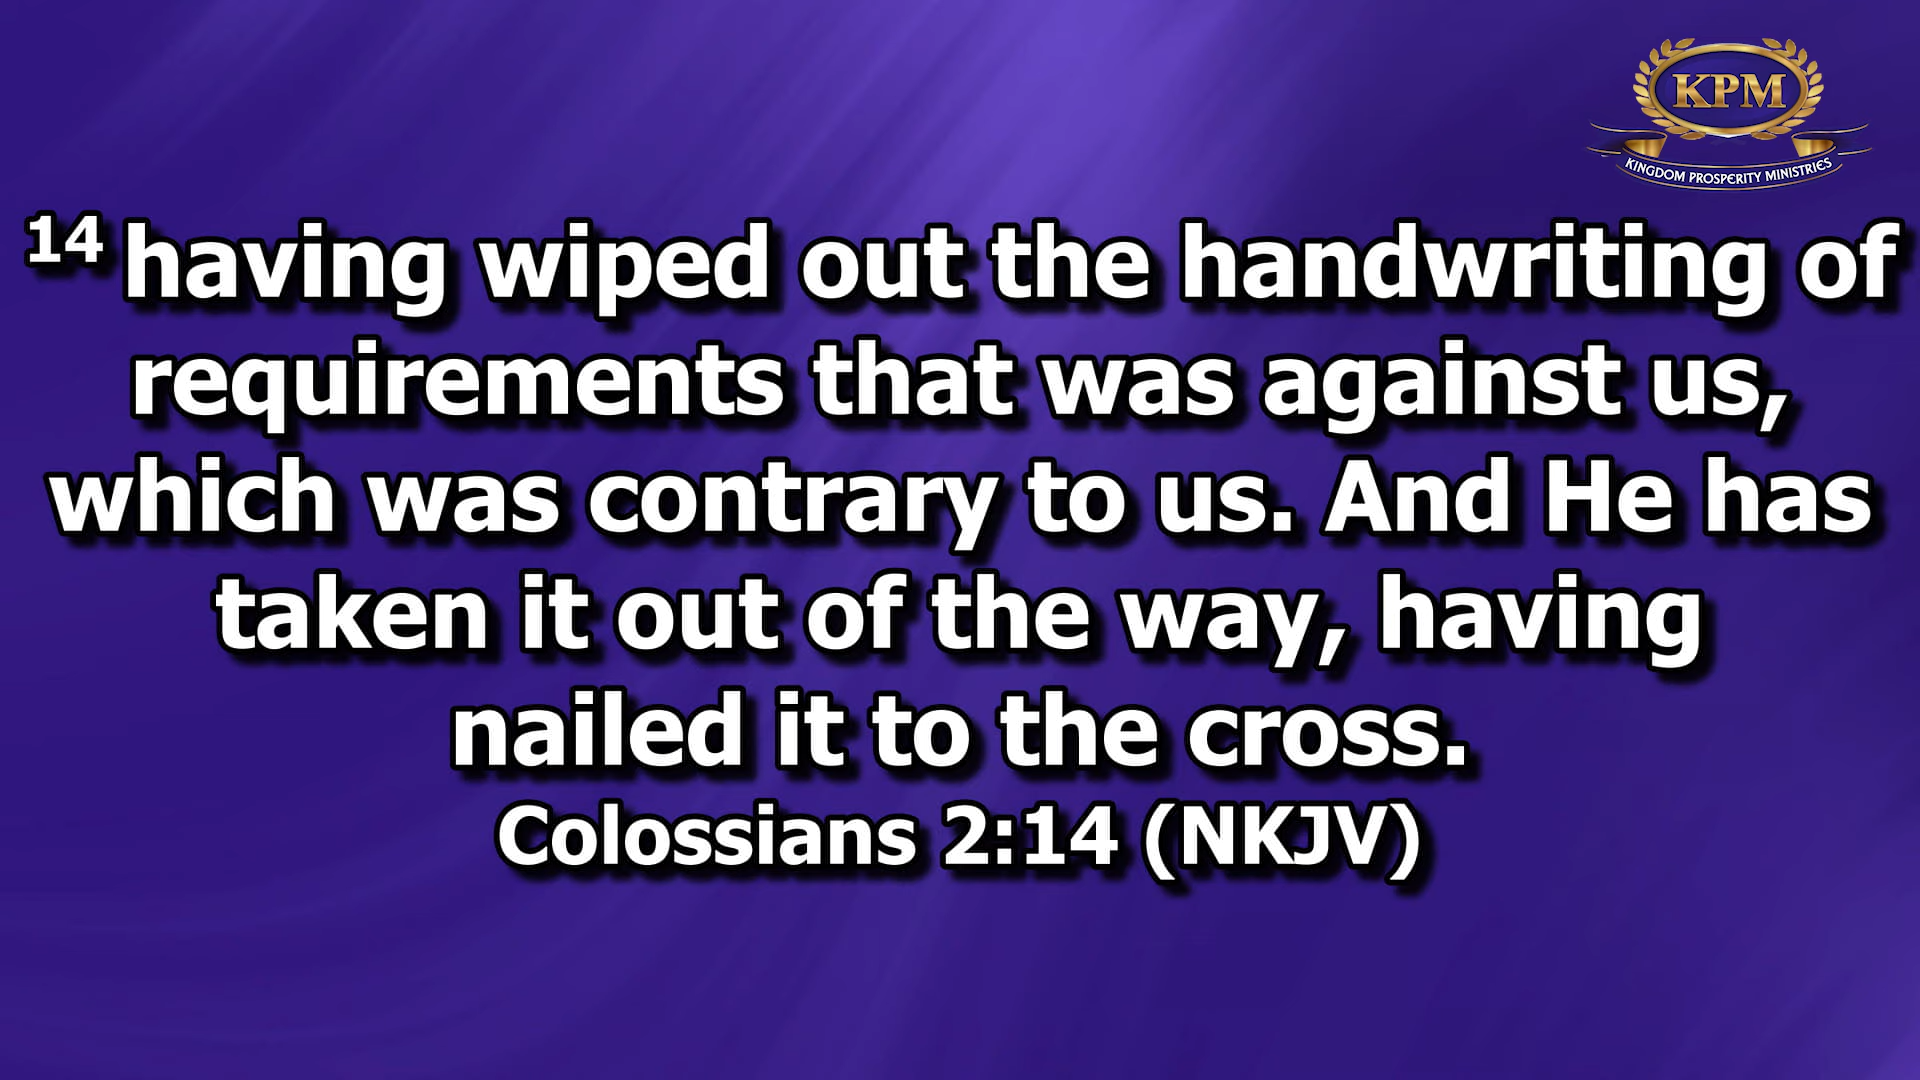 KPM
KINGDOM PROSPERITY MINISTRIES
14 having wiped out the handwriting of
requirements that was against us,
which was contrary to us. And He has
taken it out of the way, having
nailed it to the cross.
Colossians 2:14 (NKJV)